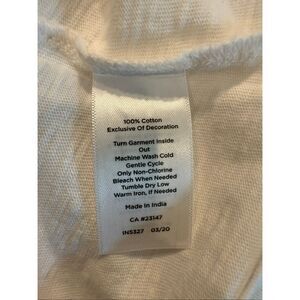 100% Cotton
Exclusive Of Decoration
Turn Garment Inside
Out
Machine Wash Cold
Gentle Cycle
Only Non-Chlorine
Bleach When Needed
Tumble Dry Low
Warm Iron, If Needed
Made In India
CA #23147
INS327 03/20